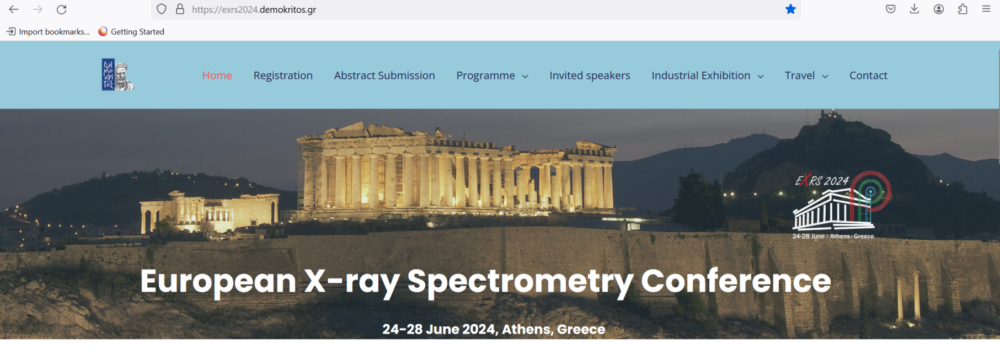 https://exrs2024.demokritos.gr
Import bookmarks... Getting Started
ΔΗ
ΜΟ
ΚΡΙ
ΤΟΣ
Home Registration Abstract Submission Programme Invited speakers Industrial Exhibition Travel Contact
EXRS 2024
24-28 June | Athens | Greece
European X-ray Spectrometry Conference
24-28 June 2024, Athens, Greece